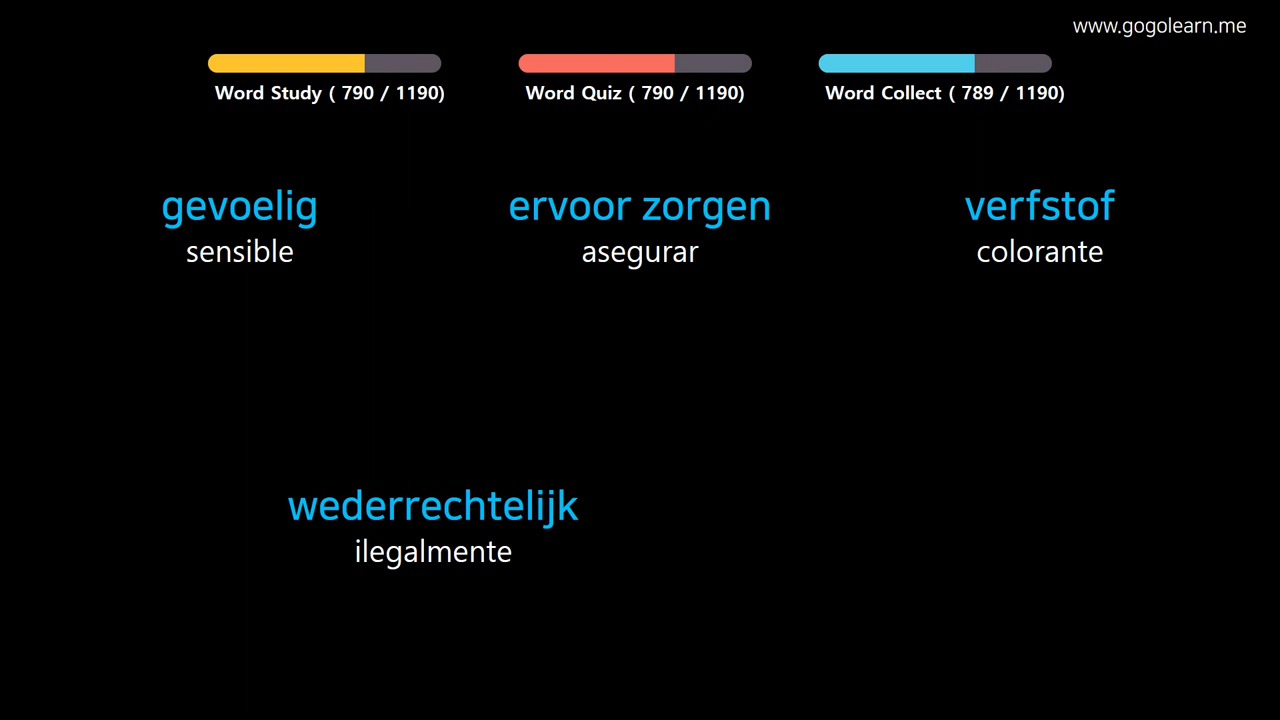 www.gogolearn.me
Word Study ( 790 / 1190)
Word Quiz ( 790 / 1190)
Word Collect ( 789 / 1190)
gevoelig
sensible
ervoor zorgen
asegurar
verfstof
colorante
wederrechtelijk
ilegalmente